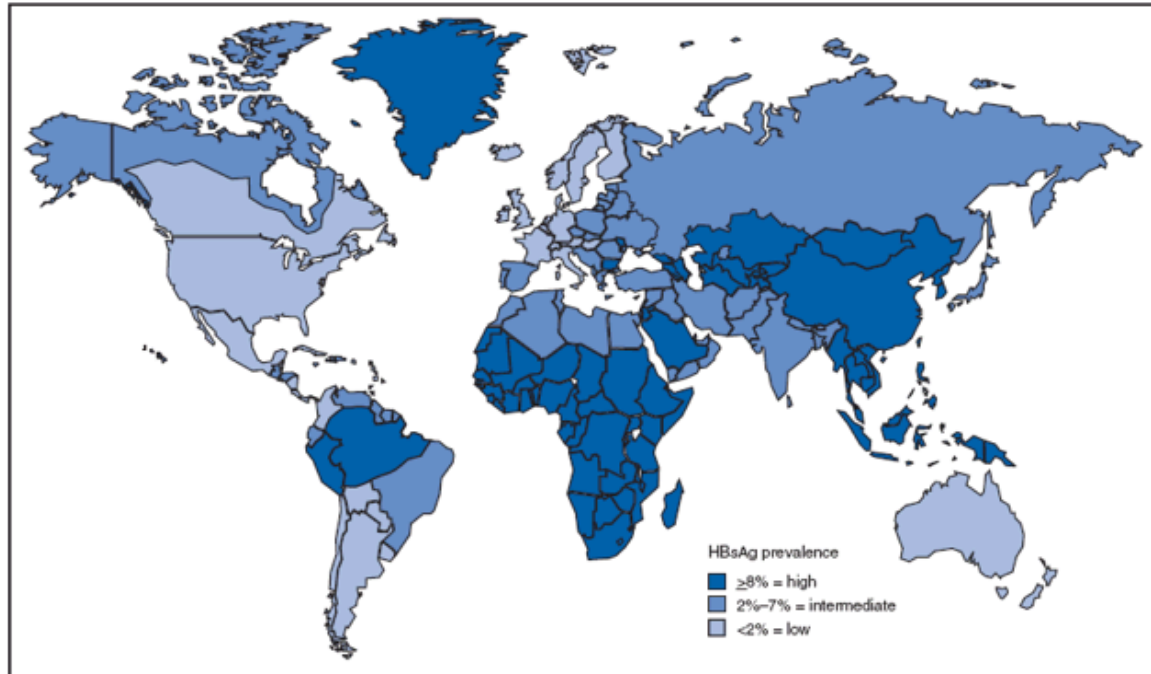 HBsAg prevalence
≥8% = high
2%–7% = intermediate
<2% = low